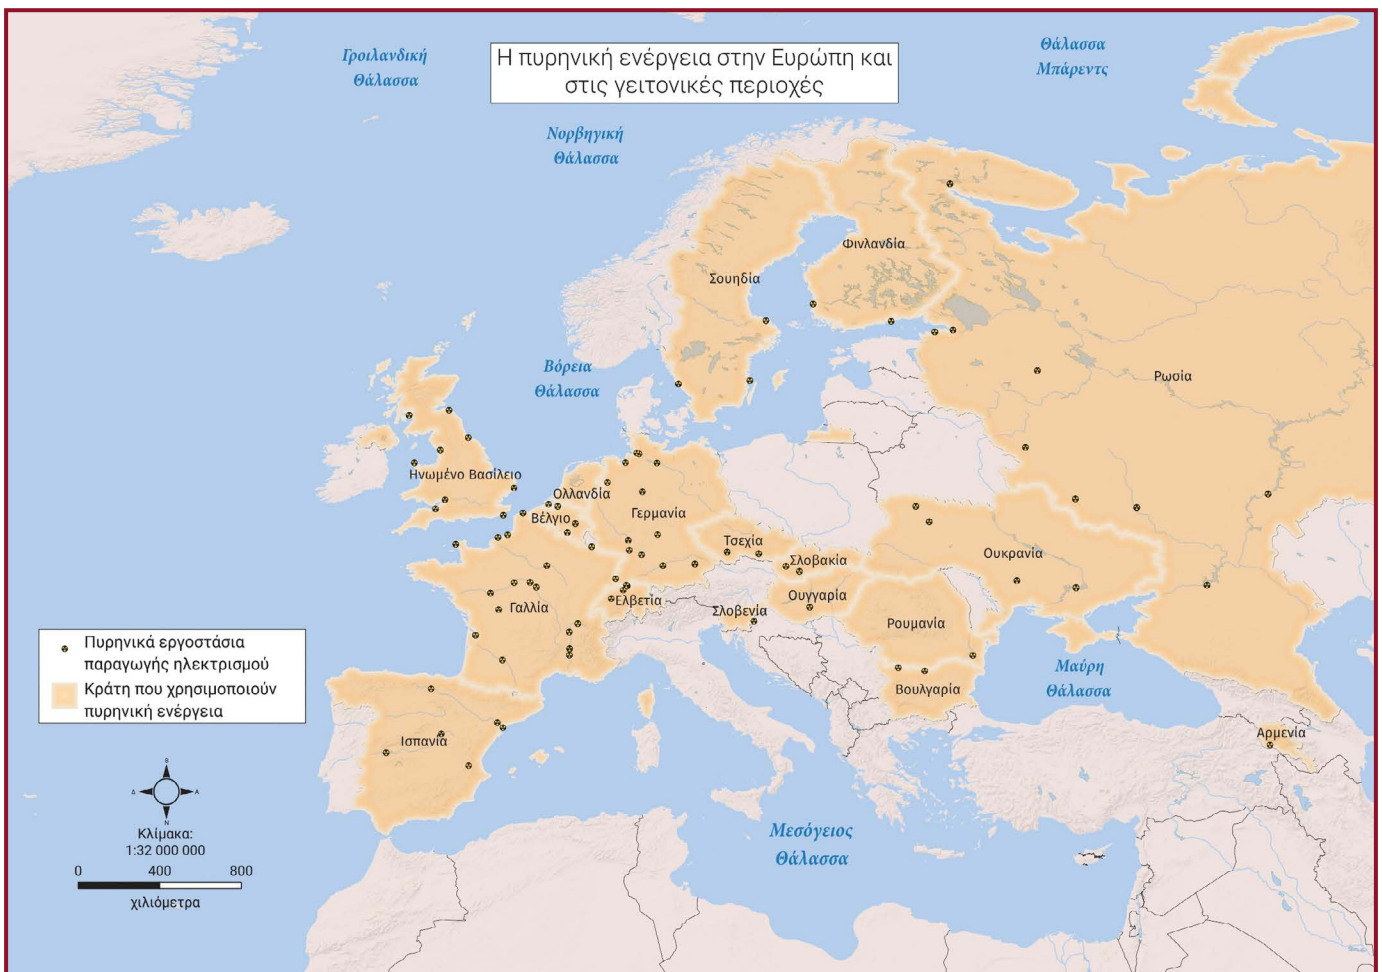 Η πυρηνική ενέργεια στην Ευρώπη και
στις γειτονικές περιοχές
Γροιλανδική
Θάλασσα
Θάλασσα
Μπάρεντς
Νορβηγική
Θάλασσα
Φινλανδία
Σουηδία
Βόρεια
Θάλασσα
Ρωσία
Ηνωμένο Βασίλειο
Ολλανδία
Βέλγιο
Γερμανία
Τσεχία
Σλοβακία
Ουκρανία
Γαλλία
Ελβετία
Ουγγαρία
Σλοβενία
Ρουμανία
Βουλγαρία
Μαύρη
Θάλασσα
Ισπανία
Αρμενία
Μεσόγειος
Θάλασσα
Πυρηνικά εργοστάσια
παραγωγής ηλεκτρισμού
Κράτη που χρησιμοποιούν
πυρηνική ενέργεια
Β
Δ Α
Ν
Κλίμακα:
1:32 000 000
0 400 800
χιλιόμετρα